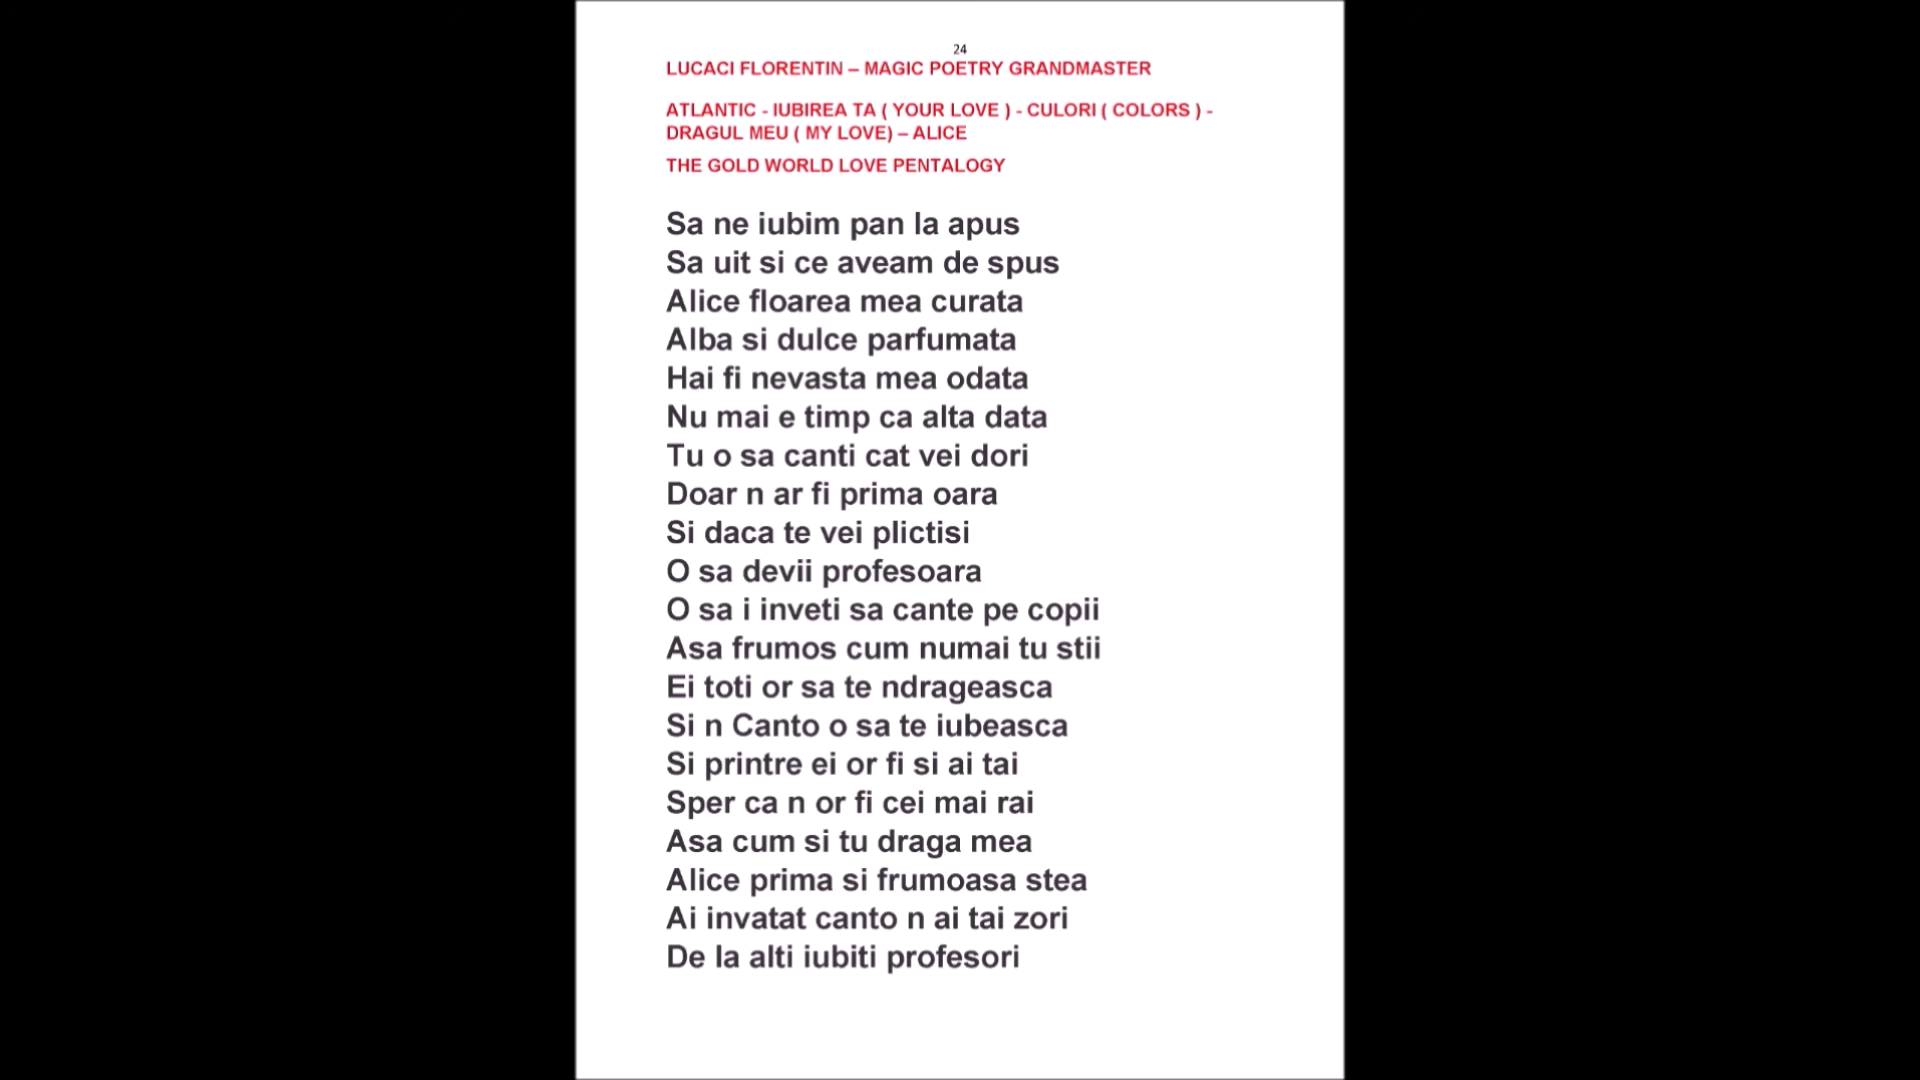 24
LUCACI FLORENTIN – MAGIC POETRY GRANDMASTER
ATLANTIC - IUBIREA TA ( YOUR LOVE ) - CULORI ( COLORS ) -
DRAGUL MEU ( MY LOVE) – ALICE
THE GOLD WORLD LOVE PENTALOGY
Sa ne iubim pan la apus
Sa uit si ce aveam de spus
Alice floarea mea curata
Alba si dulce parfumata
Hai fi nevasta mea odata
Nu mai e timp ca alta data
Tu o sa canti cat vei dori
Doar n ar fi prima oara
Si daca te vei plictisi
O sa devii profesoara
O sa i inveti sa cante pe copii
Asa frumos cum numai tu stii
Ei toti or sa te ndrageasca
Si n Canto o sa te iubeasca
Si printre ei or fi si ai tai
Sper ca n or fi cei mai rai
Asa cum si tu draga mea
Alice prima si frumoasa stea
Ai invatat canto n ai tai zori
De la alti iubiti profesori